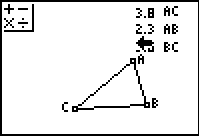 + −
× ÷
3.8 AC
2.3 AB
BC
A
C
B